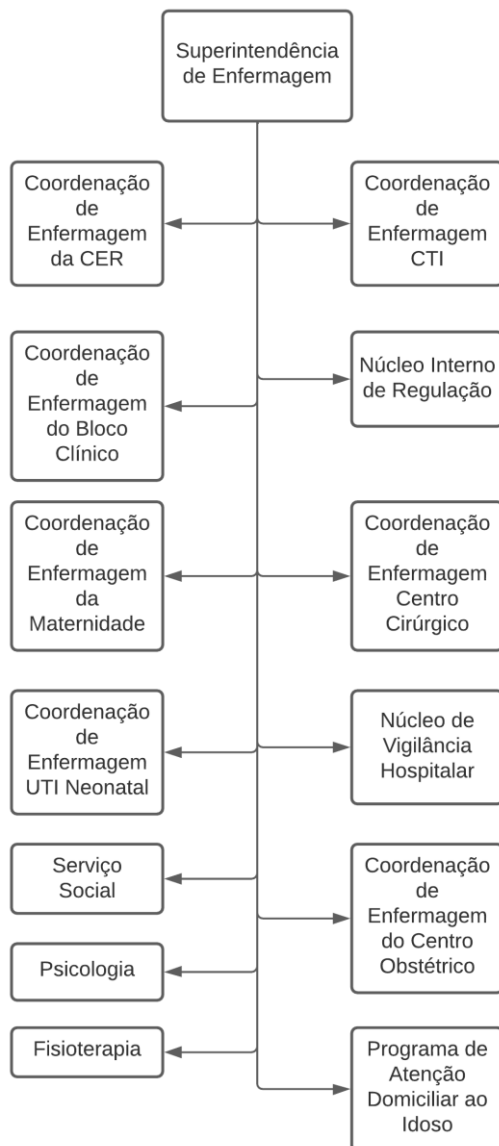 Superintendência
de Enfermagem
Coordenação
de
Enfermagem
da CER
Coordenação
de
Enfermagem
CTI
Coordenação
de
Enfermagem
do Bloco
Clínico
Núcleo Interno
de Regulação
Coordenação
de
Enfermagem
da
Maternidade
Coordenação
de
Enfermagem
Centro
Cirúrgico
Coordenação
de
Enfermagem
UTI Neonatal
Núcleo de
Vigilância
Hospitalar
Serviço
Social
Coordenação
de
Enfermagem
do Centro
Obstétrico
Psicologia
Fisioterapia
Programa de
Atenção
Domiciliar ao
Idoso